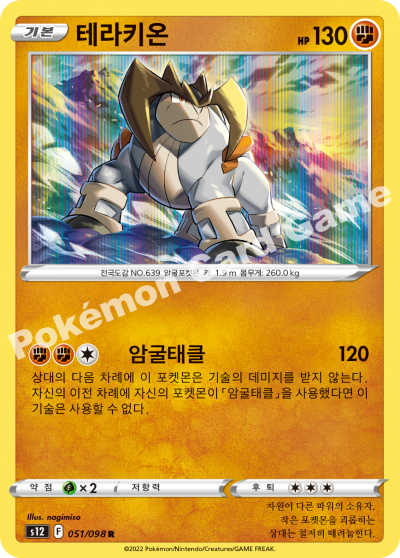 기본 테라키온 HP 130
전국도감 NO.639 암굴포켓몬 키: 1.9 m 몸무게: 260.0 kg
Pokémon Card Game
암굴태클 120
상대의 다음 차례에 이 포켓몬은 기술의 데미지를 받지 않는다.
자신의 이전 차례에 자신의 포켓몬이 「암굴태클」을 사용했다면 이
기술은 사용할 수 없다.
약점 ×2 저항력 후퇴
Illus. nagimiso
s12 F 051/098 R
차원이 다른 파워의 소유자.
작은 포켓몬을 괴롭히는
상대는 철저히 때려눕힌다.
©2022 Pokémon/Nintendo/Creatures/GAME FREAK.